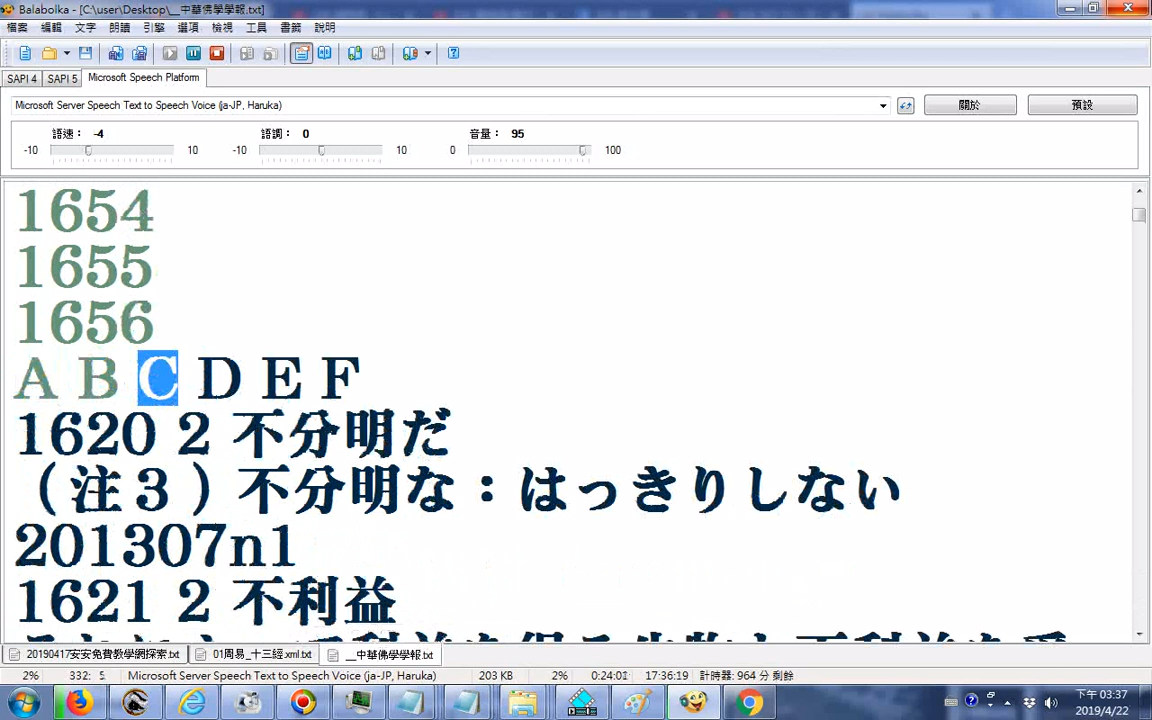 Balabolka - [C:\user\Desktop\__中華佛學學報.txt]
檔案 編輯 文字 朗讀 引擎 選項 檢視 工具 書籤 說明
SAPI 4 SAPI 5 Microsoft Speech Platform
Microsoft Server Speech Text to Speech Voice (ja-JP, Haruka) 關於 預設
語速： -4 語調： 0 音量： 95
-10 10 -10 10 0 100
1654
1655
1656
A B C D E F
1620 2 不分明だ
（注３）不分明な：はっきりしない
201307n1
1621 2 不利益
20190417安安免費教學網探索.txt 01周易_十三經.xml.txt __中華佛學學報.txt
2% 332: 5 Microsoft Server Speech Text to Speech Voice (ja-JP, Haruka) 203 KB 2% 0:24:01 17:36:19 計時器: 964 分 剩餘
下午 03:37
2019/4/22